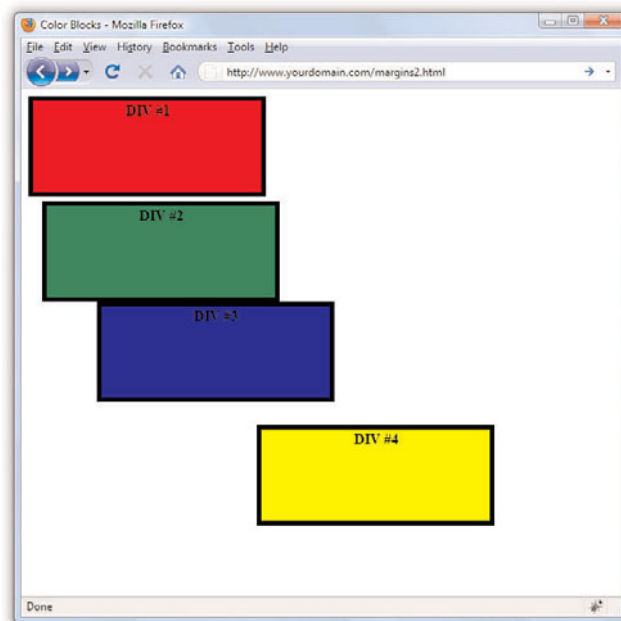 Color Blocks - Mozilla Firefox
File Edit View History Bookmarks Tools Help
http://www.yourdomain.com/margins2.html
DIV #1
DIV #2
DIV #3
DIV #4
Done